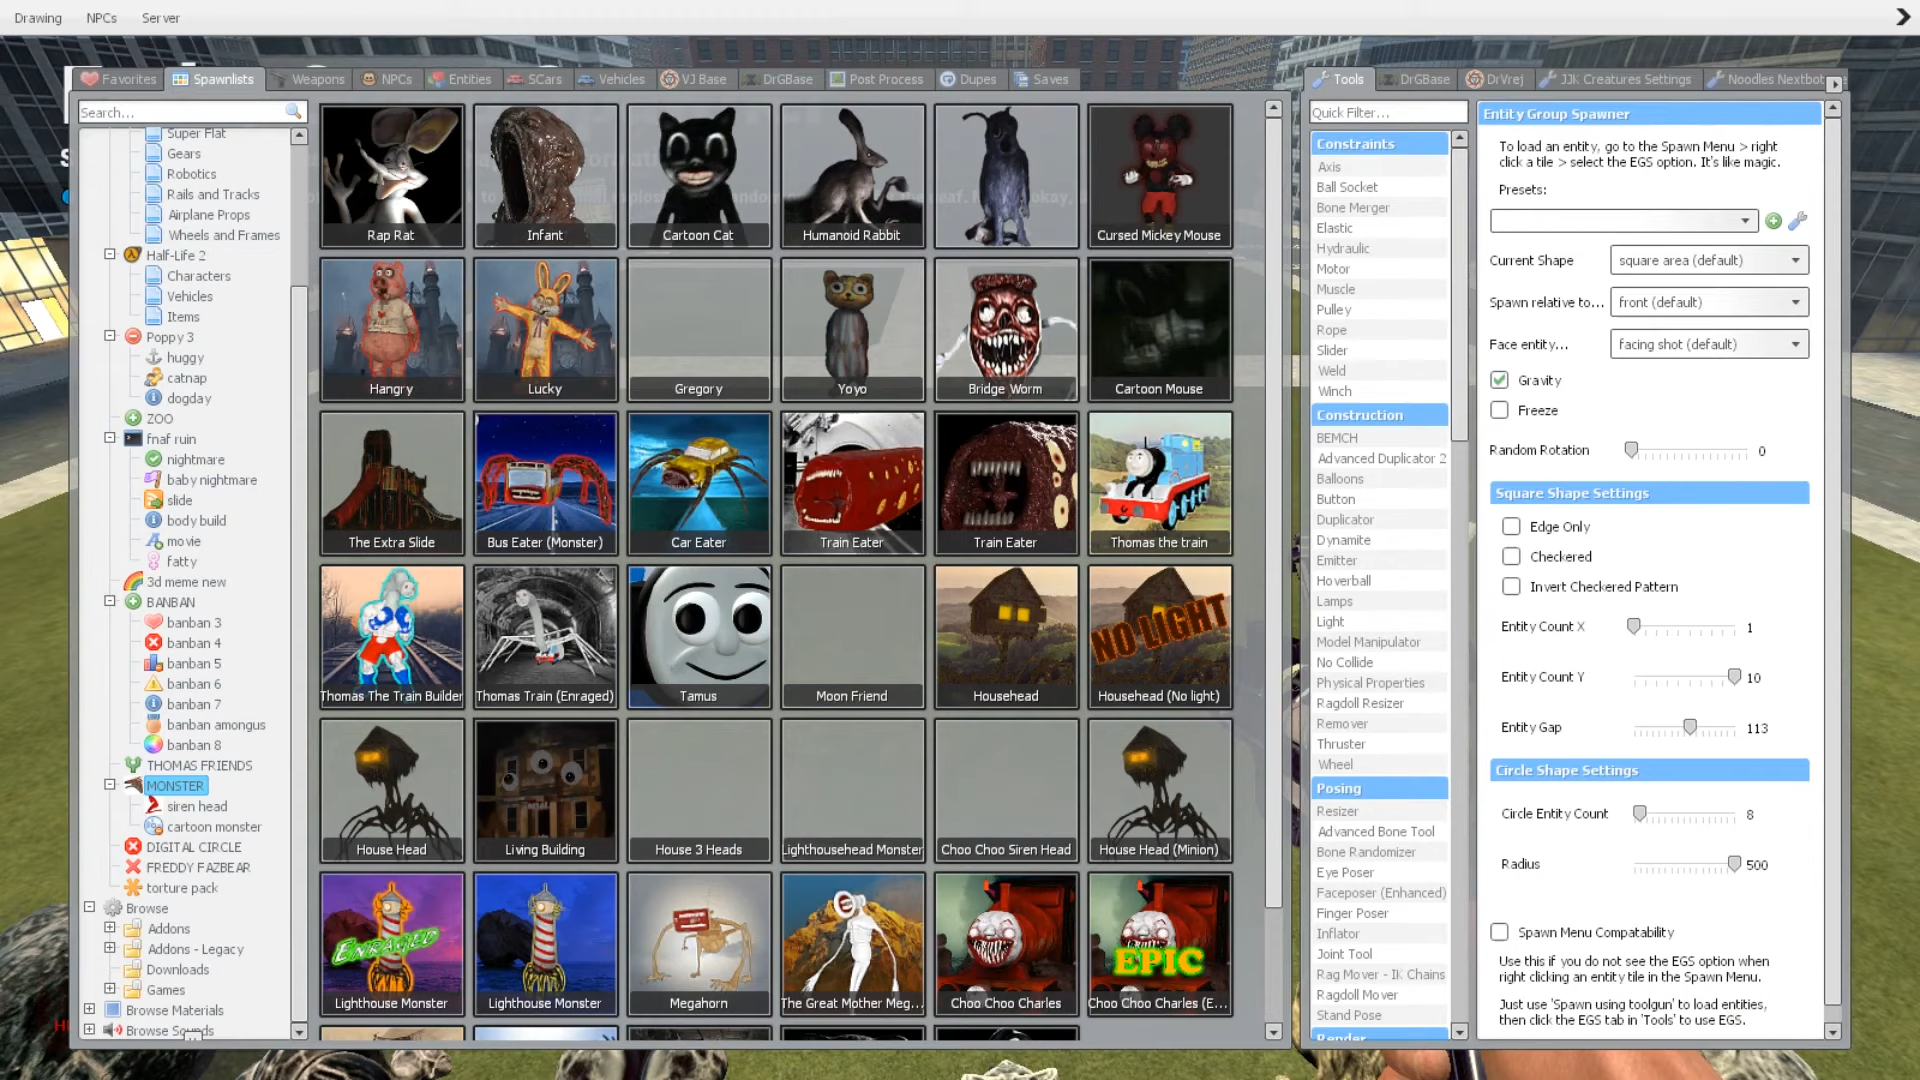 Drawing NPCs Server
Favorites Spawnlists Weapons NPCs Entities SCars Vehicles VJ Base DrGBase Post Process Dupes Saves
Search...
Super Flat
Gears
Robotics
Rails and Tracks
Airplane Props
Wheels and Frames
Half-Life 2
Characters
Vehicles
Items
Poppy 3
huggy
catnap
dogday
ZOO
fnaf ruin
nightmare
baby nightmare
slide
body build
movie
fatty
3d meme new
BANBAN
banban 3
banban 4
banban 5
banban 6
banban 7
banban amongus
banban 8
THOMAS FRIENDS
MONSTER
siren head
cartoon monster
DIGITAL CIRCLE
FREDDY FAZBEAR
torture pack
Browse
Addons
Addons - Legacy
Downloads
Games
Browse Materials
Browse Sounds
Rap Rat Infant Cartoon Cat Humanoid Rabbit Cursed Mickey Mouse
Hangry Lucky Gregory Yoyo Bridge Worm Cartoon Mouse
The Extra Slide Bus Eater (Monster) Car Eater Train Eater Train Eater Thomas the train
NO LIGHT
Thomas The Train Builder Thomas Train (Enraged) Tamus Moon Friend Househead Househead (No light)
House Head Living Building House 3 Heads Lighthousehead Monster Choo Choo Siren Head House Head (Minion)
ENRAGED
EPIC
Lighthouse Monster Lighthouse Monster Megahorn The Great Mother Meg... Choo Choo Charles Choo Choo Charles (E...
Tools DrGBase DrVrej JJK Creatures Settings Noodles Nextbot
Quick Filter...
Constraints
Axis
Ball Socket
Bone Merger
Elastic
Hydraulic
Motor
Muscle
Pulley
Rope
Slider
Weld
Winch
Construction
BEMCH
Advanced Duplicator 2
Balloons
Button
Duplicator
Dynamite
Emitter
Hoverball
Lamps
Light
Model Manipulator
No Collide
Physical Properties
Ragdoll Resizer
Remover
Thruster
Wheel
Posing
Resizer
Advanced Bone Tool
Bone Randomizer
Eye Poser
Faceposer (Enhanced)
Finger Poser
Inflator
Joint Tool
Rag Mover - IK Chains
Ragdoll Mover
Stand Pose
Render
Entity Group Spawner
To load an entity, go to the Spawn Menu > right
click a tile > select the EGS option. It's like magic.
Presets:
Current Shape square area (default)
Spawn relative to... front (default)
Face entity... facing shot (default)
Gravity
Freeze
Random Rotation 0
Square Shape Settings
Edge Only
Checkered
Invert Checkered Pattern
Entity Count X 1
Entity Count Y 10
Entity Gap 113
Circle Shape Settings
Circle Entity Count 8
Radius 500
Spawn Menu Compatability
Use this if you do not see the EGS option when
right clicking an entity tile in the Spawn Menu.
Just use 'Spawn using toolgun' to load entities,
then click the EGS tab in 'Tools' to use EGS.